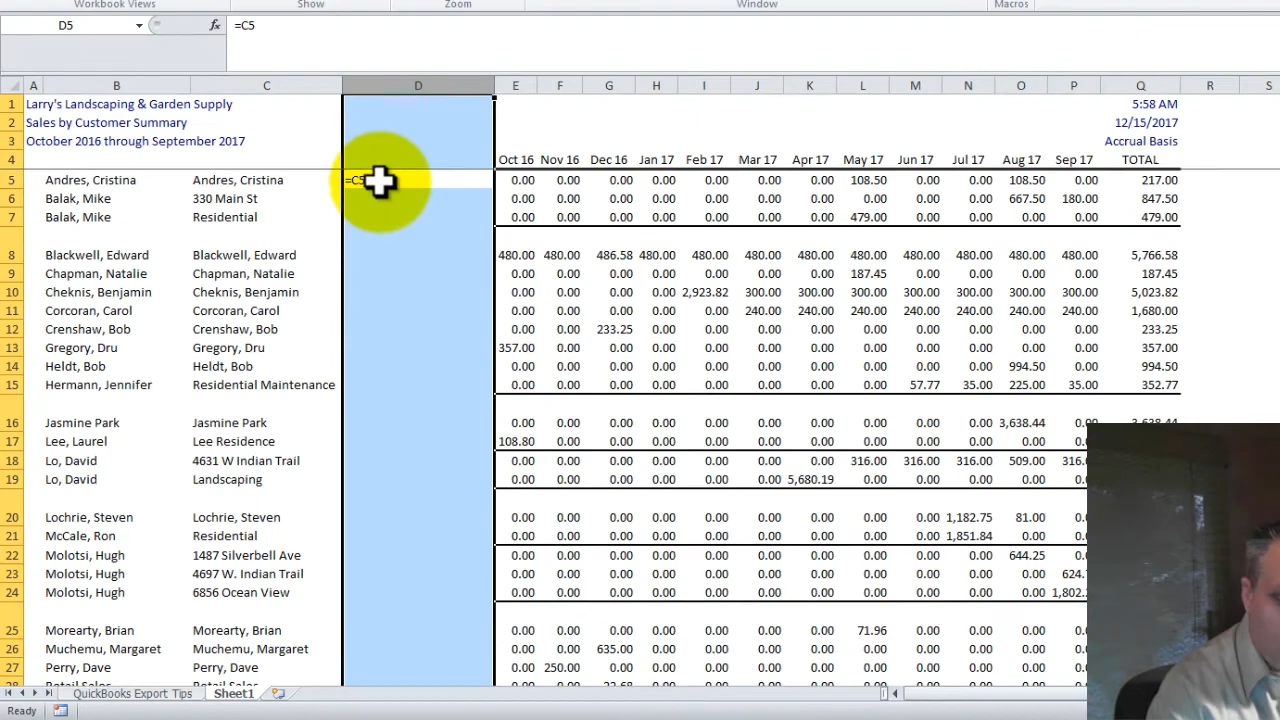 Workbook Views Show Zoom Window Macros
D5 fx =C5
A B C D E F G H I J K L M N O P Q R S
1 Larry's Landscaping & Garden Supply 5:58 AM
2 Sales by Customer Summary 12/15/2017
3 October 2016 through September 2017 Accrual Basis
4 Oct 16 Nov 16 Dec 16 Jan 17 Feb 17 Mar 17 Apr 17 May 17 Jun 17 Jul 17 Aug 17 Sep 17 TOTAL
5 Andres, Cristina Andres, Cristina =C5 0.00 0.00 0.00 0.00 0.00 0.00 0.00 108.50 0.00 0.00 108.50 0.00 217.00
6 Balak, Mike 330 Main St 0.00 0.00 0.00 0.00 0.00 0.00 0.00 0.00 0.00 0.00 667.50 180.00 847.50
7 Balak, Mike Residential 0.00 0.00 0.00 0.00 0.00 0.00 0.00 479.00 0.00 0.00 0.00 0.00 479.00
8 Blackwell, Edward Blackwell, Edward 480.00 480.00 486.58 480.00 480.00 480.00 480.00 480.00 480.00 480.00 480.00 480.00 5,766.58
9 Chapman, Natalie Chapman, Natalie 0.00 0.00 0.00 0.00 0.00 0.00 0.00 187.45 0.00 0.00 0.00 0.00 187.45
10 Cheknis, Benjamin Cheknis, Benjamin 0.00 0.00 0.00 0.00 2,923.82 300.00 300.00 300.00 300.00 300.00 300.00 300.00 5,023.82
11 Corcoran, Carol Corcoran, Carol 0.00 0.00 0.00 0.00 0.00 240.00 240.00 240.00 240.00 240.00 240.00 240.00 1,680.00
12 Crenshaw, Bob Crenshaw, Bob 0.00 0.00 233.25 0.00 0.00 0.00 0.00 0.00 0.00 0.00 0.00 0.00 233.25
13 Gregory, Dru Gregory, Dru 357.00 0.00 0.00 0.00 0.00 0.00 0.00 0.00 0.00 0.00 0.00 0.00 357.00
14 Heldt, Bob Heldt, Bob 0.00 0.00 0.00 0.00 0.00 0.00 0.00 0.00 0.00 0.00 994.50 0.00 994.50
15 Hermann, Jennifer Residential Maintenance 0.00 0.00 0.00 0.00 0.00 0.00 0.00 0.00 57.77 35.00 225.00 35.00 352.77
16 Jasmine Park Jasmine Park 0.00 0.00 0.00 0.00 0.00 0.00 0.00 0.00 0.00 0.00 3,638.44 0.00 3,638.44
17 Lee, Laurel Lee Residence 108.80 0.00 0.00 0.00 0.00 0.00 0.00 0.00 0.00 0.00 0.00 0.0
18 Lo, David 4631 W Indian Trail 0.00 0.00 0.00 0.00 0.00 0.00 0.00 316.00 316.00 316.00 509.00 316.
19 Lo, David Landscaping 0.00 0.00 0.00 0.00 0.00 0.00 5,680.19 0.00 0.00 0.00 0.00 0.
20 Lochrie, Steven Lochrie, Steven 0.00 0.00 0.00 0.00 0.00 0.00 0.00 0.00 0.00 1,182.75 81.00 0.
21 McCale, Ron Residential 0.00 0.00 0.00 0.00 0.00 0.00 0.00 0.00 0.00 1,851.84 0.00 0.
22 Molotsi, Hugh 1487 Silverbell Ave 0.00 0.00 0.00 0.00 0.00 0.00 0.00 0.00 0.00 0.00 644.25 0.
23 Molotsi, Hugh 4697 W. Indian Trail 0.00 0.00 0.00 0.00 0.00 0.00 0.00 0.00 0.00 0.00 0.00 624.
24 Molotsi, Hugh 6856 Ocean View 0.00 0.00 0.00 0.00 0.00 0.00 0.00 0.00 0.00 0.00 0.00 1,802.
25 Morearty, Brian Morearty, Brian 0.00 0.00 0.00 0.00 0.00 0.00 0.00 71.96 0.00 0.00 0.00 0.
26 Muchemu, Margaret Muchemu, Margaret 0.00 0.00 635.00 0.00 0.00 0.00 0.00 0.00 0.00 0.00 0.00 0.
27 Perry, Dave Perry, Dave 0.00 250.00 0.00 0.00 0.00 0.00 0.00 0.00 0.00 0.00 0.00 0.
QuickBooks Export Tips Sheet1
Ready